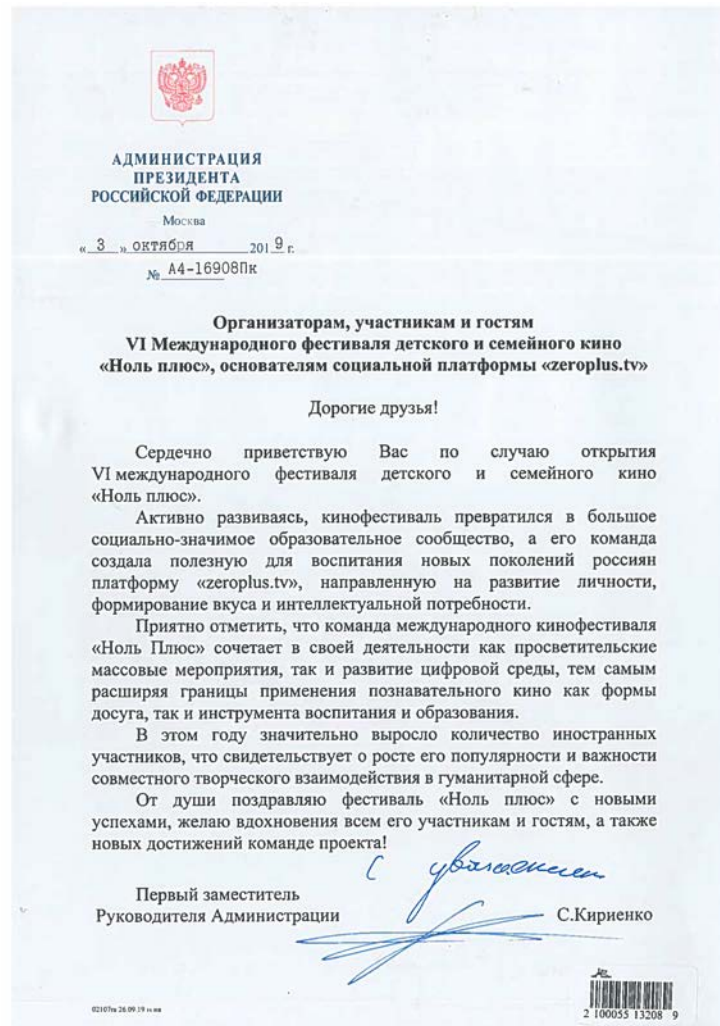 АДМИНИСТРАЦИЯ
ПРЕЗИДЕНТА
РОССИЙСКОЙ ФЕДЕРАЦИИ
Москва
« 3 » октября 2019 г.
№ А4-16908Пк
Организаторам, участникам и гостям
VI Международного фестиваля детского и семейного кино
«Ноль плюс», основателям социальной платформы «zeroplus.tv»
Дорогие друзья!
Сердечно приветствую Вас по случаю открытия
VI международного фестиваля детского и семейного кино
«Ноль плюс».
Активно развиваясь, кинофестиваль превратился в большое
социально-значимое образовательное сообщество, а его команда
создала полезную для воспитания новых поколений россиян
платформу «zeroplus.tv», направленную на развитие личности,
формирование вкуса и интеллектуальной потребности.
Приятно отметить, что команда международного кинофестиваля
«Ноль Плюс» сочетает в своей деятельности как просветительские
массовые мероприятия, так и развитие цифровой среды, тем самым
расширяя границы применения познавательного кино как формы
досуга, так и инструмента воспитания и образования.
В этом году значительно выросло количество иностранных
участников, что свидетельствует о росте его популярности и важности
совместного творческого взаимодействия в гуманитарной сфере.
От души поздравляю фестиваль «Ноль плюс» с новыми
успехами, желаю вдохновения всем его участникам и гостям, а также
новых достижений команде проекта!
С уважением
Первый заместитель
Руководителя Администрации С.Кириенко
26.09.19
2 100055 13208 9